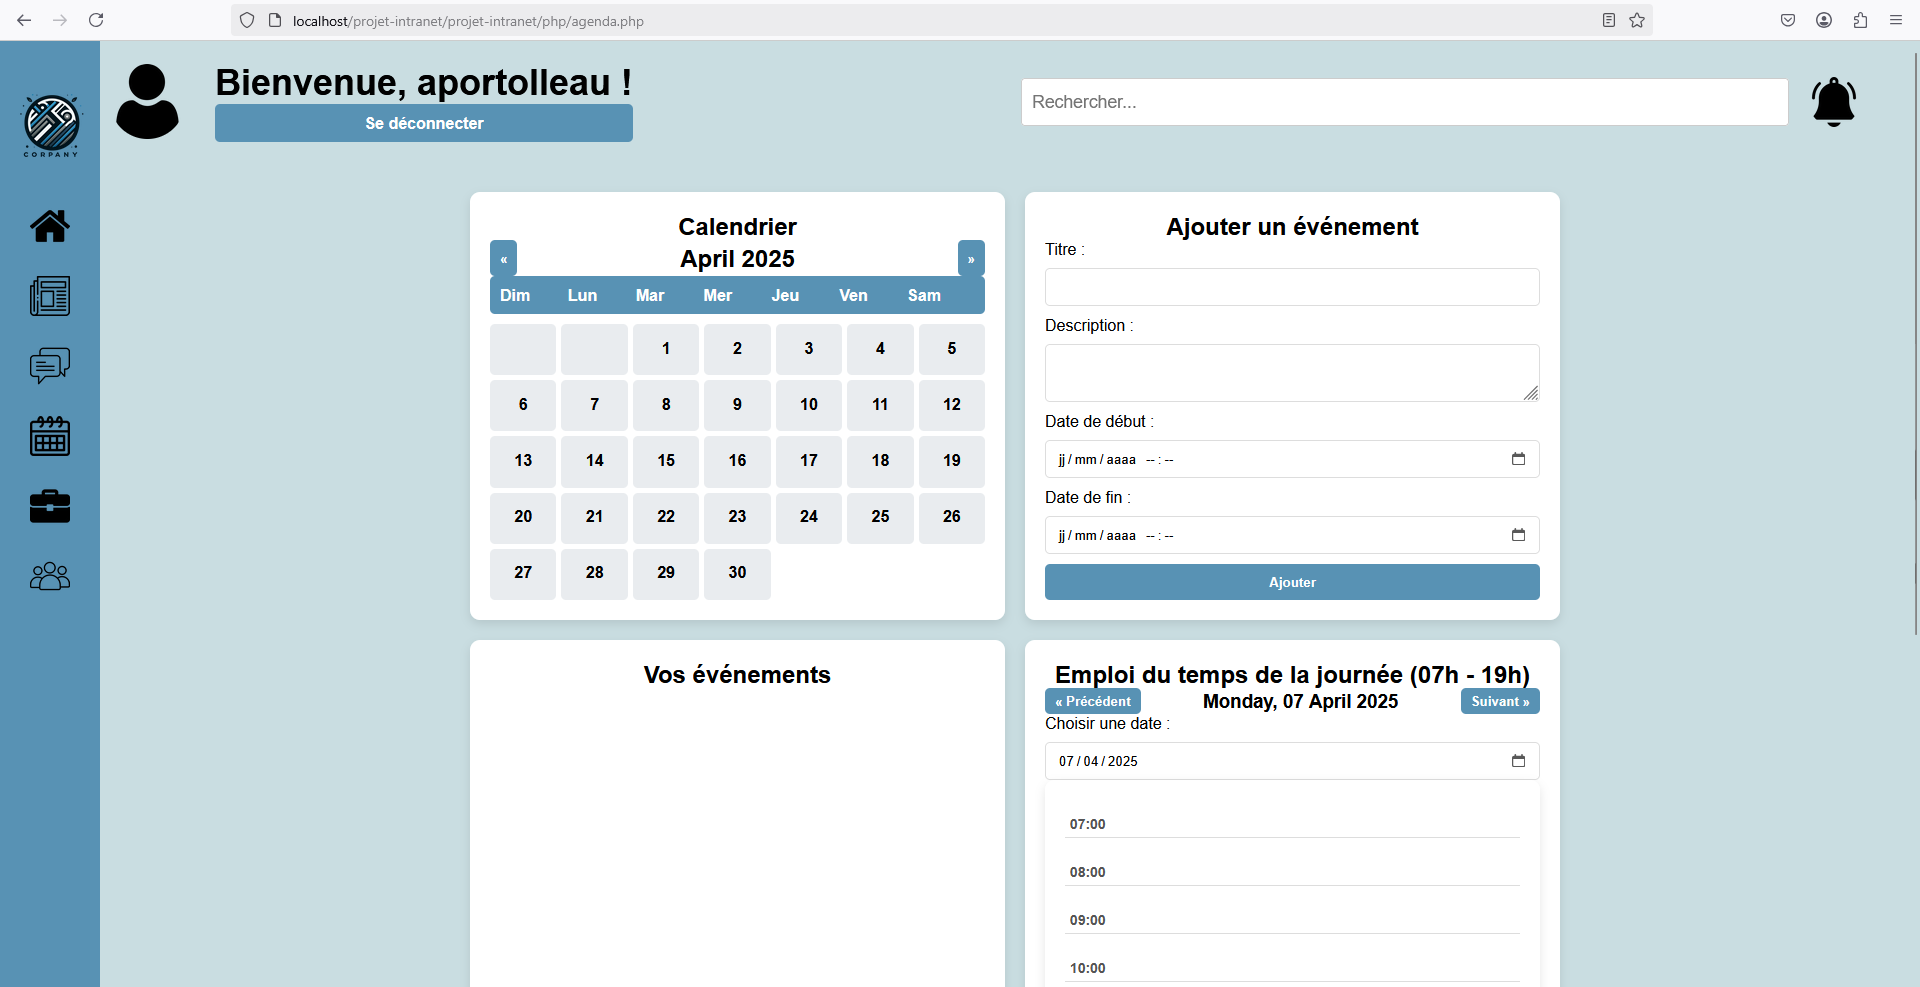 localhost/projet-intranet/projet-intranet/php/agenda.php
CORPANY
Bienvenue, aportolleau !
Se déconnecter
Rechercher...
Calendrier
«
April 2025
»
Dim Lun Mar Mer Jeu Ven Sam
1 2 3 4 5
6 7 8 9 10 11 12
13 14 15 16 17 18 19
20 21 22 23 24 25 26
27 28 29 30
Ajouter un événement
Titre :
Description :
Date de début :
jj / mm / aaaa -- : --
Date de fin :
jj / mm / aaaa -- : --
Ajouter
Vos événements
Emploi du temps de la journée (07h - 19h)
« Précédent
Monday, 07 April 2025
Suivant »
Choisir une date :
07 / 04 / 2025
07:00
08:00
09:00
10:00